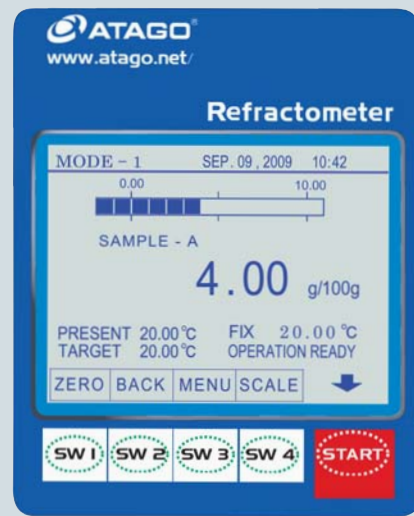 ATAGO®
www.atago.net/
Refractometer
MODE - 1 SEP. 09 , 2009 10:42
0.00 10.00
SAMPLE - A
4.00 g/100g
PRESENT 20.00 °C FIX 20.00 °C
TARGET 20.00 °C OPERATION READY
ZERO BACK MENU SCALE
SW 1 SW 2 SW 3 SW 4 START